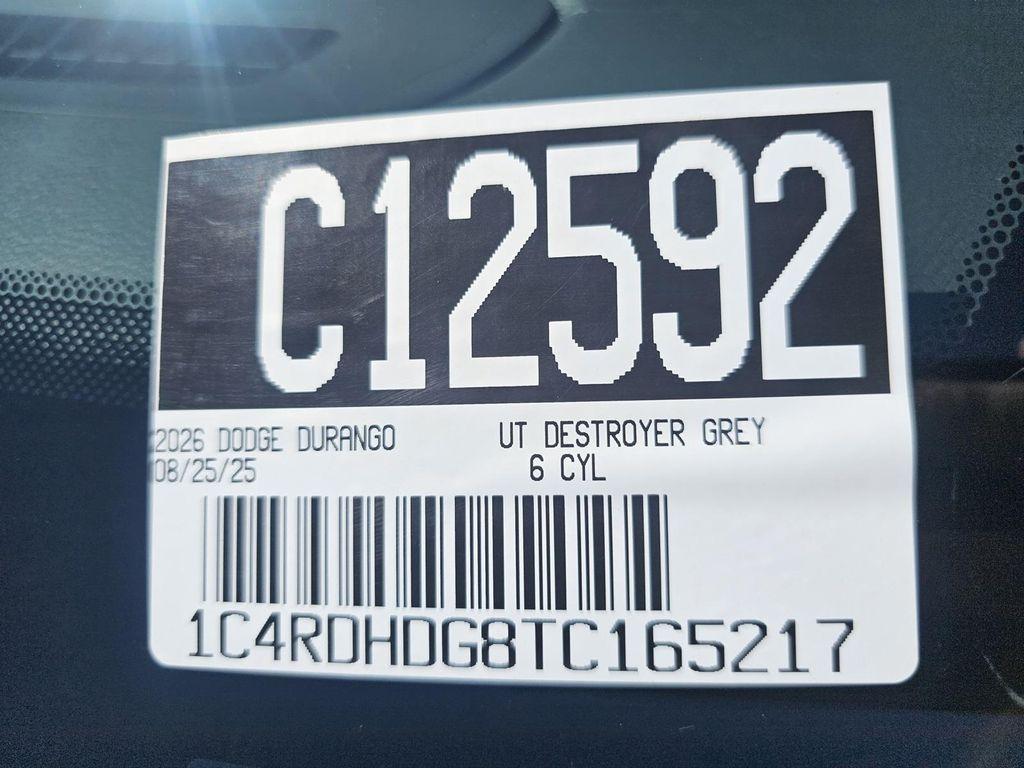 C12592
2026 DODGE DURANGO UT DESTROYER GREY
08/25/25 6 CYL
1C4RDHDG8TC165217